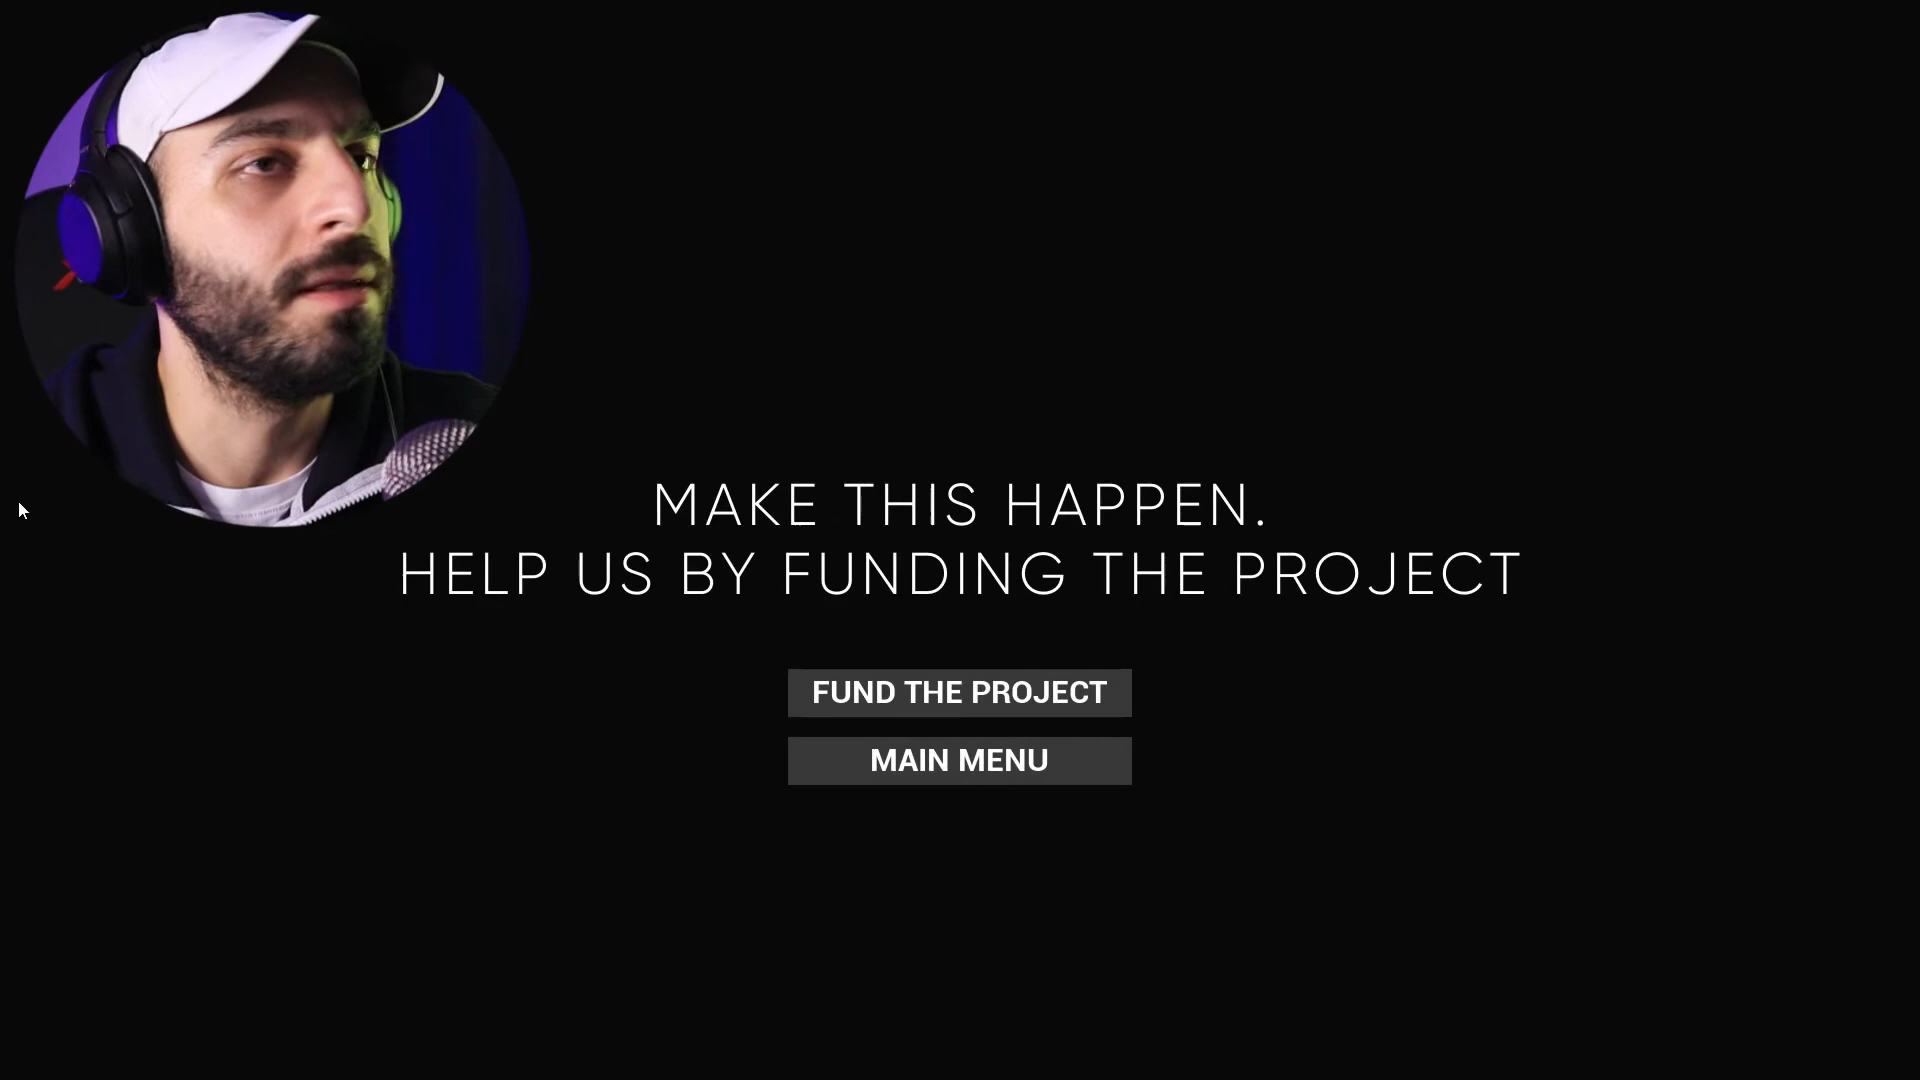 MAKE THIS HAPPEN.
HELP US BY FUNDING THE PROJECT
FUND THE PROJECT
MAIN MENU